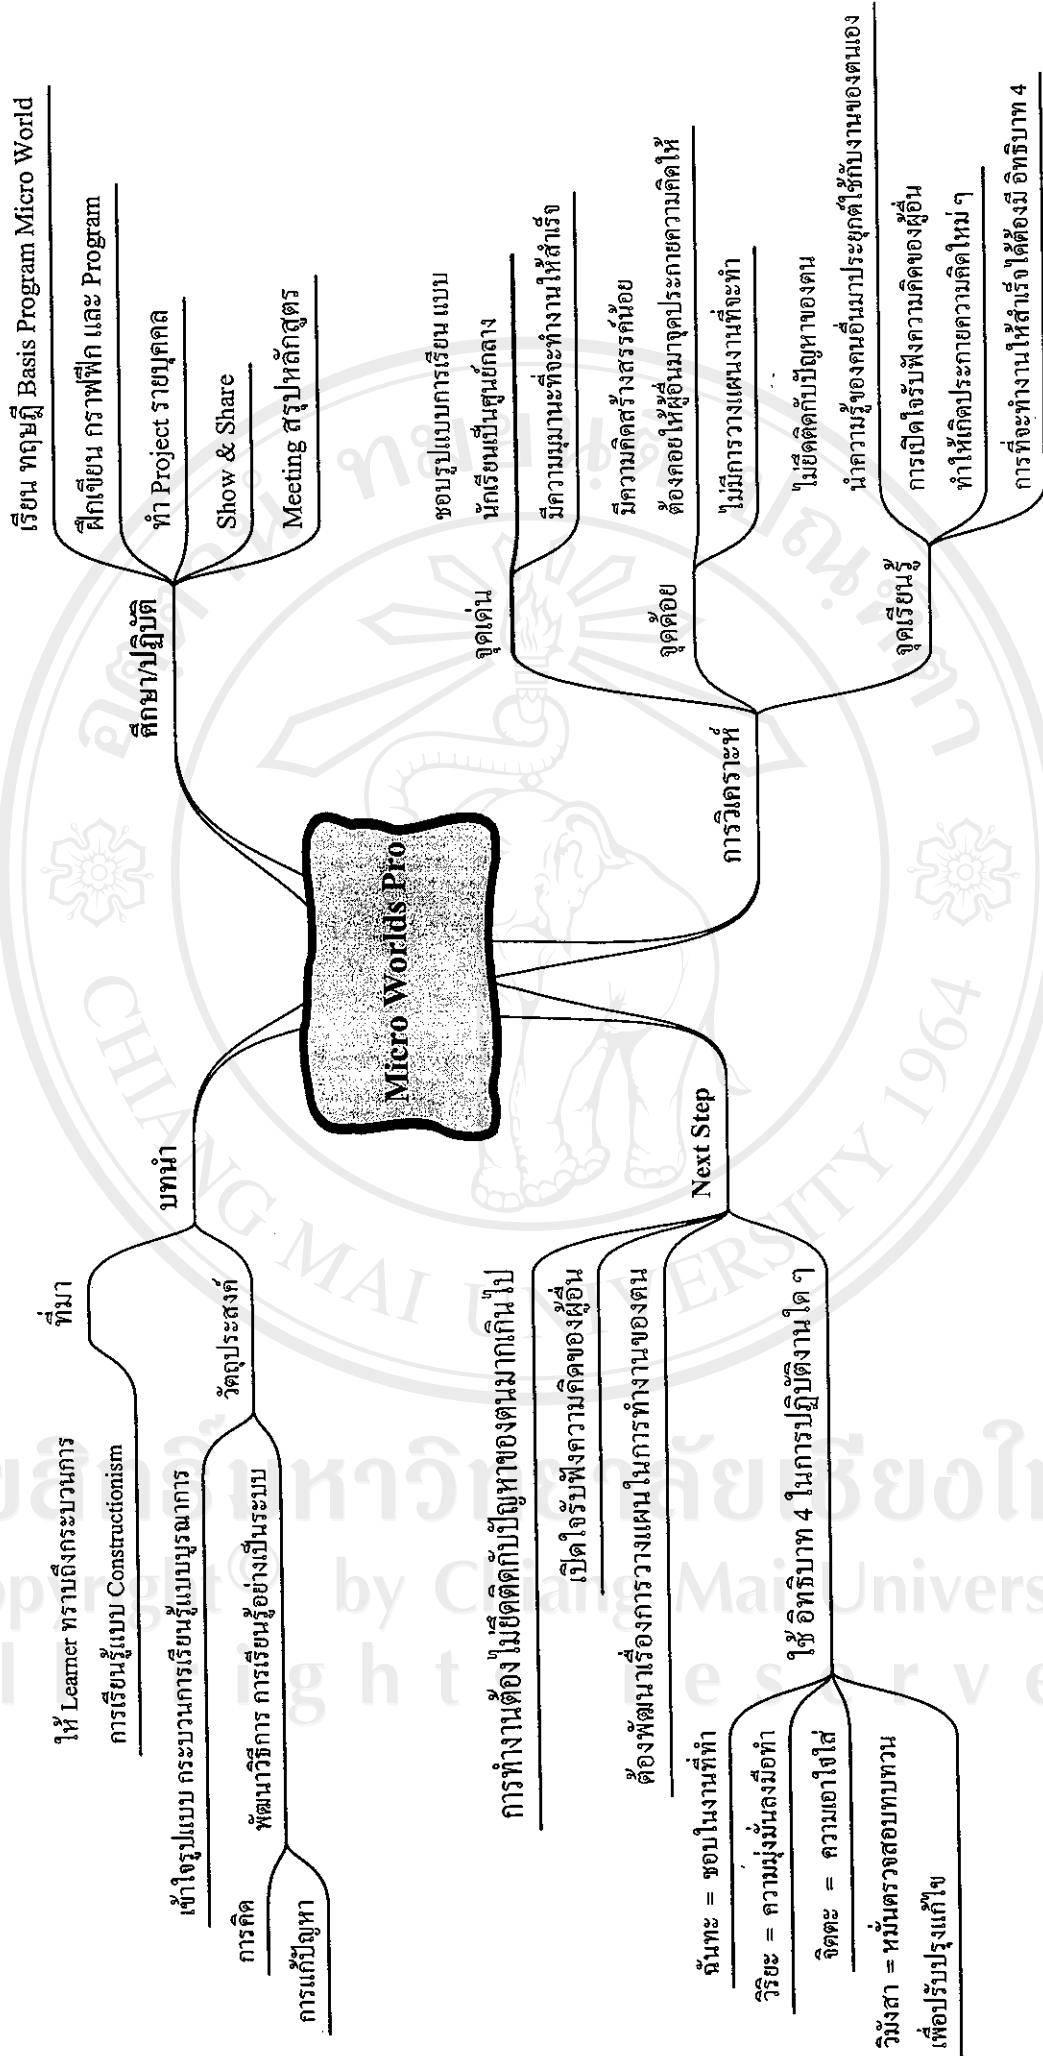 Micro Worlds Pro
บทนำ
ที่มา
ให้ Learner ทราบถึงกระบวนการ
การเรียนรู้แบบ Constructionism
วัตถุประสงค์
เข้าใจรูปแบบ กระบวนการเรียนรู้แบบบูรณาการ
พัฒนาวิธีการ การเรียนรู้อย่างเป็นระบบ
การคิด
การแก้ปัญหา
ศึกษา/ปฏิบัติ
เรียน ทฤษฎี Basis Program Micro World
ฝึกเขียน กราฟฟิก และ Program
ทำ Project รายบุคคล
Show & Share
Meeting สรุปหลักสูตร
การวิเคราะห์
จุดเด่น
ชอบรูปแบบการเรียน แบบ
นักเรียนเป็นศูนย์กลาง
มีความมุมานะที่จะทำงานให้สำเร็จ
จุดด้อย
มีความคิดสร้างสรรค์น้อย
ต้องคอยให้ผู้อื่นมาจุดประกายความคิดให้
ไม่มีการวางแผนงานที่จะทำ
จุดเรียนรู้
ไม่ยึดติดกับปัญหาของตน
นำความรู้ของคนอื่นมาประยุกต์ใช้กับงานของตนเอง
การเปิดใจรับฟังความคิดของผู้อื่น
ทำให้เกิดประกายความคิดใหม่ ๆ
การที่จะทำงานให้สำเร็จได้ต้องมี อิทธิบาท 4
Next Step
การทำงานต้องไม่ยึดติดกับปัญหาของตนมากเกินไป
เปิดใจรับฟังความคิดของผู้อื่น
ต้องพัฒนาเรื่องการวางแผนในการทำงานของตน
ใช้ อิทธิบาท 4 ในการปฏิบัติงานใด ๆ
ฉันทะ = ชอบในงานที่ทำ
วิริยะ = ความมุ่งมั่นลงมือทำ
จิตตะ = ความเอาใจใส่
วิมังสา = หมั่นตรวจสอบทบทวน
เพื่อปรับปรุงแก้ไข
CHIANG MAI UNIVERSITY 1964
by Chiang Mai Univers